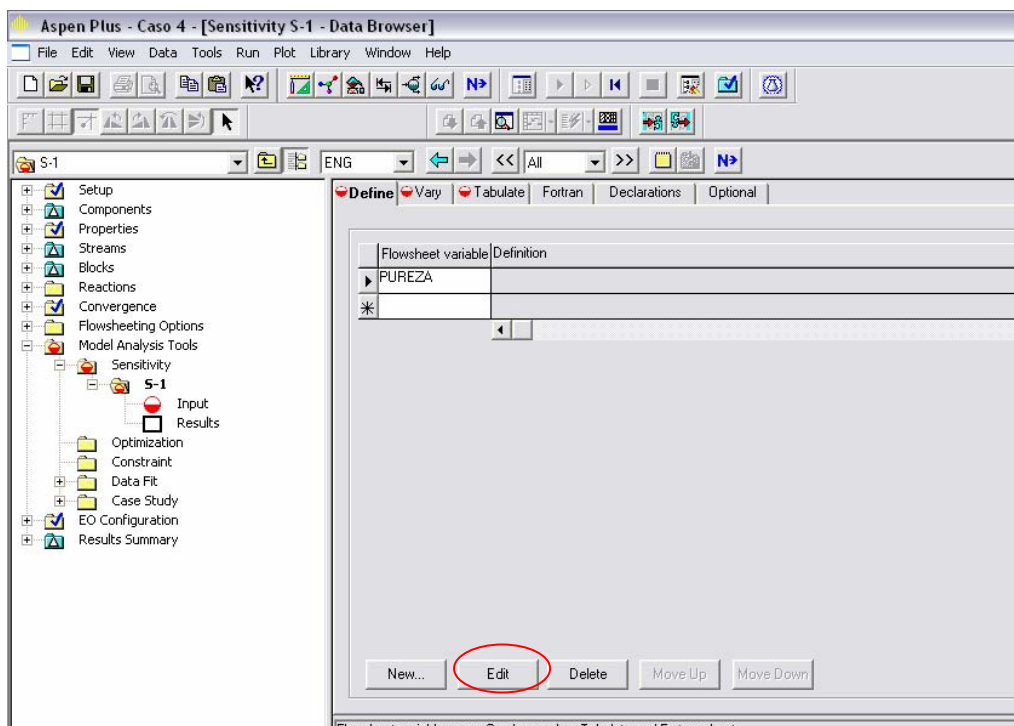 Aspen Plus - Caso 4 - [Sensitivity S-1 - Data Browser]
File Edit View Data Tools Run Plot Library Window Help
N>
S-1 ENG << All >> N>
Define Vary Tabulate Fortran Declarations Optional
Setup
Components
Properties
Streams
Blocks
Reactions
Convergence
Flowsheeting Options
Model Analysis Tools
Sensitivity
S-1
Input
Results
Optimization
Constraint
Data Fit
Case Study
EO Configuration
Results Summary
Flowsheet variable Definition
PUREZA
New... Edit Delete Move Up Move Down